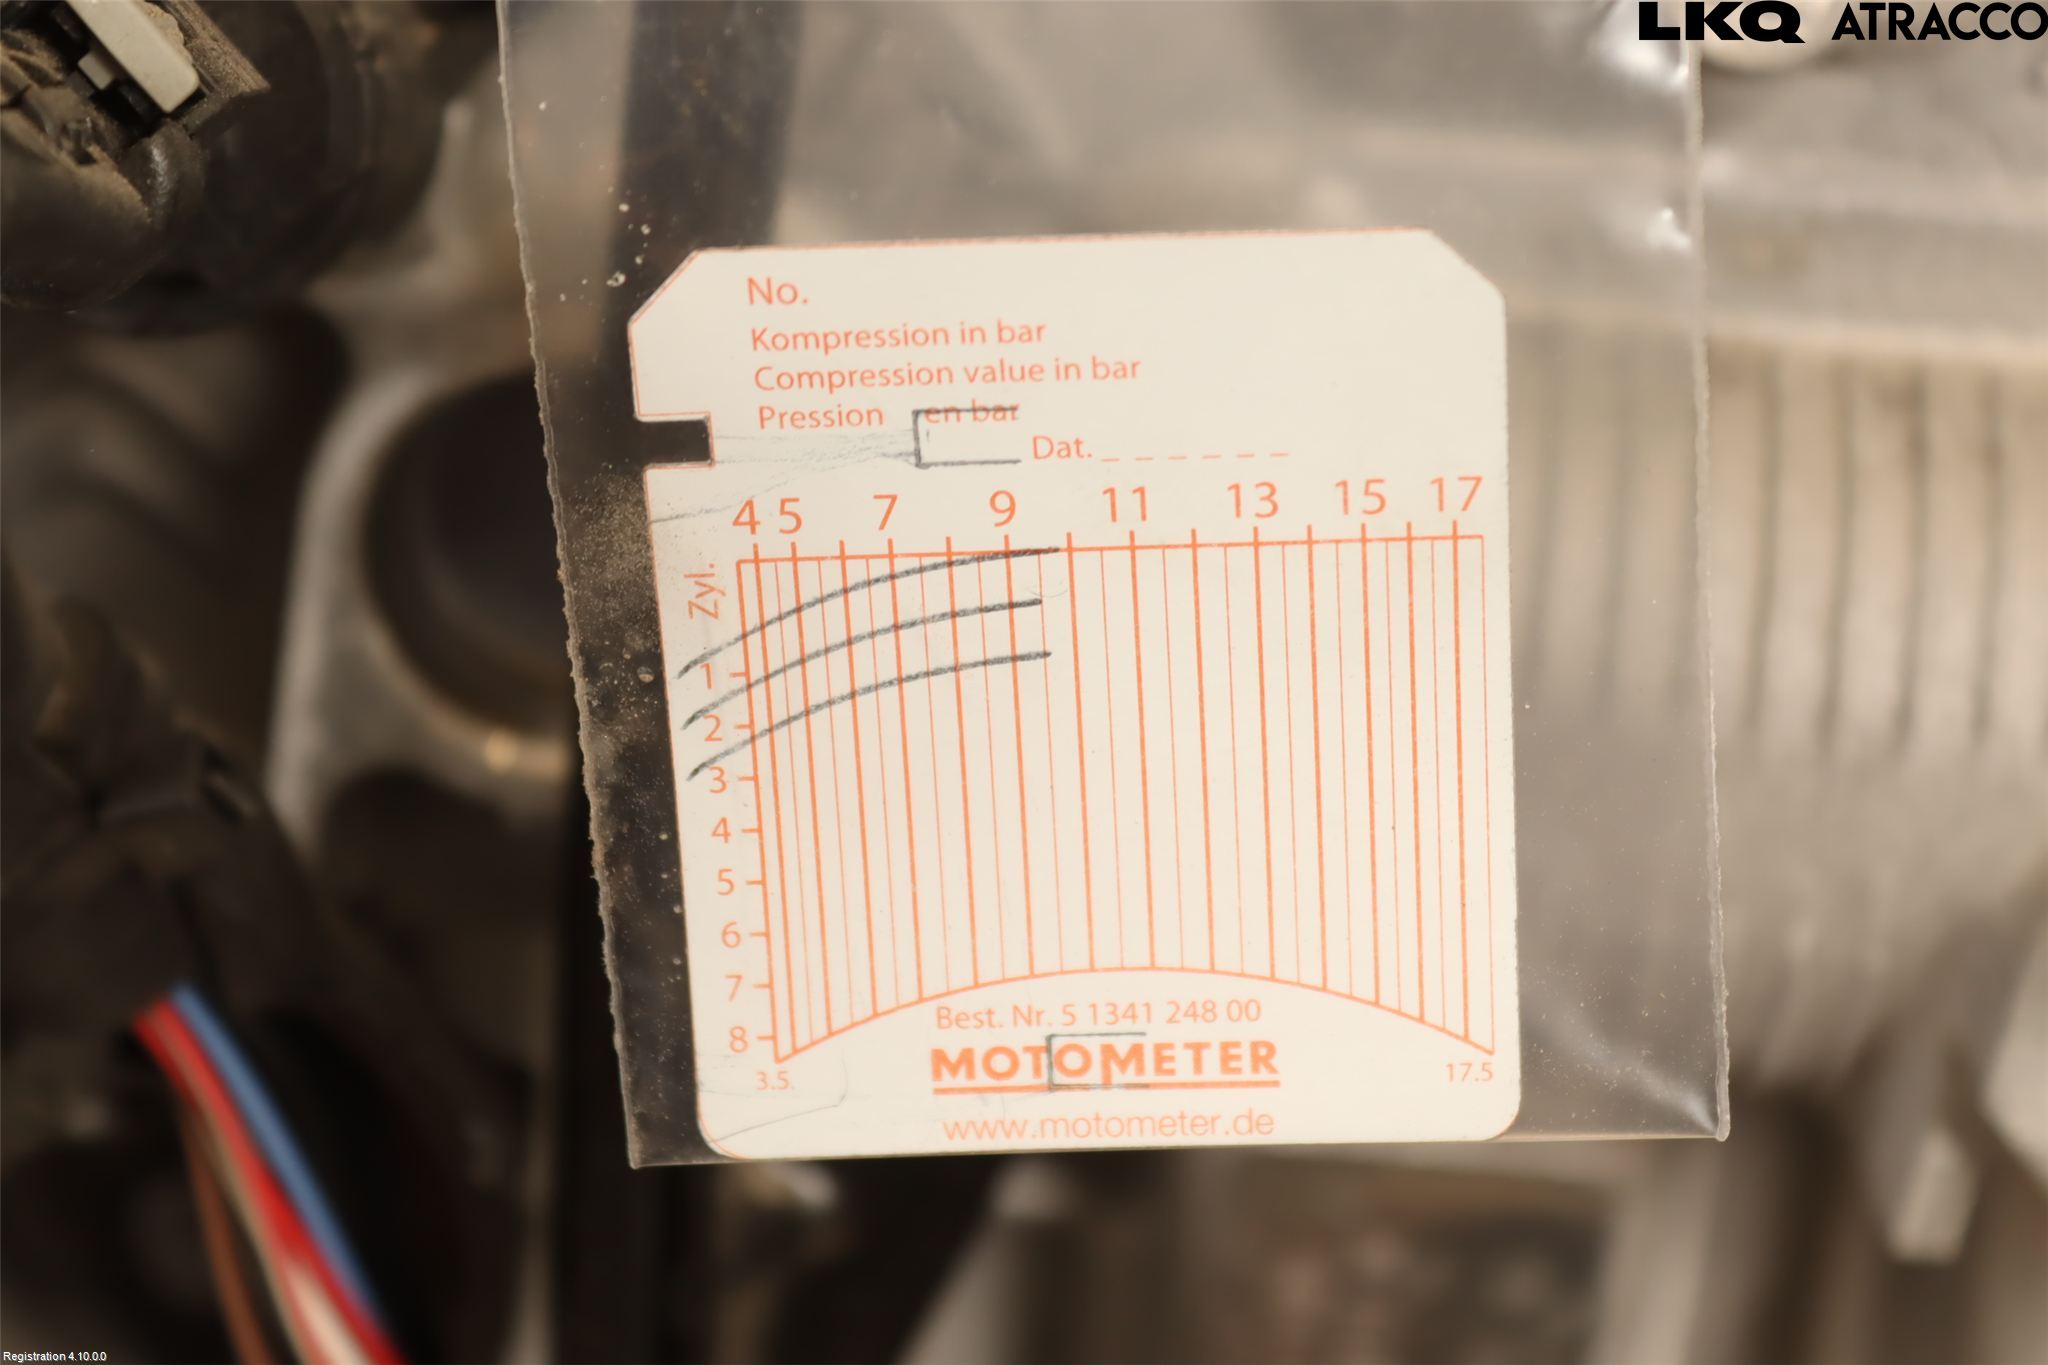 LKQ ATRACCO
No.
Kompression in bar
Compression value in bar
Pression en bar
Dat. _ _ _ _ _ _
4 5 7 9 11 13 15 17
Zyl.
1
2
3
4
5
6
7
8
3.5. 17.5
Best. Nr. 5 1341 248 00
MOTOMETER
www.motometer.de
Registration 4.10.0.0